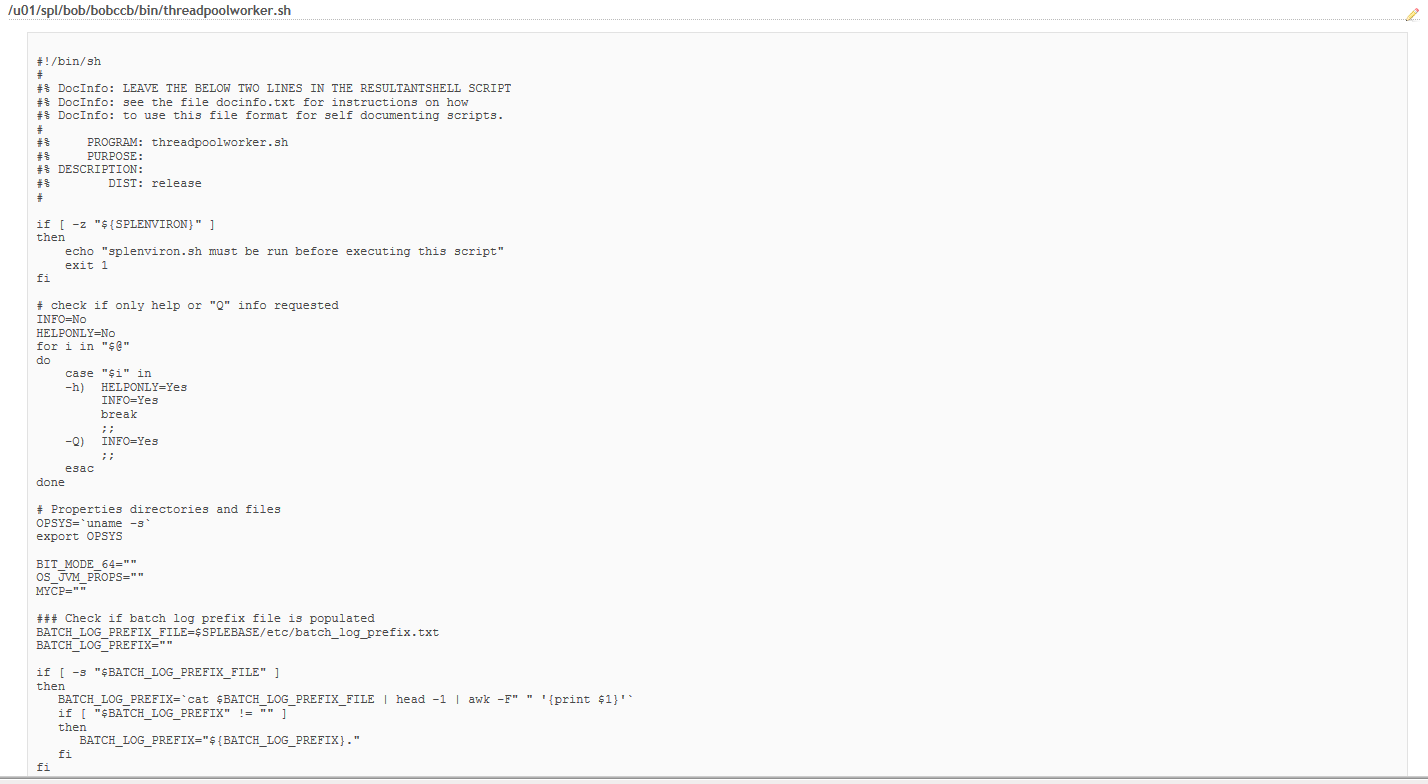 /u01/spl/bob/bobccb/bin/threadpoolworker.sh
#!/bin/sh
#
#% DocInfo: LEAVE THE BELOW TWO LINES IN THE RESULTANTSHELL SCRIPT
#% DocInfo: see the file docinfo.txt for instructions on how
#% DocInfo: to use this file format for self documenting scripts.
#
#%     PROGRAM: threadpoolworker.sh
#%     PURPOSE:
#% DESCRIPTION:
#%        DIST: release
#
if [ -z "${SPLENVIRON}" ]
then
    echo "splenviron.sh must be run before executing this script"
    exit 1
fi
# check if only help or "Q" info requested
INFO=No
HELPONLY=No
for i in "$@"
do
    case "$i" in
    -h)  HELPONLY=Yes
         INFO=Yes
         break
         ;;
    -Q)  INFO=Yes
         ;;
    esac
done
# Properties directories and files
OPSYS=`uname -s`
export OPSYS
BIT_MODE_64=""
OS_JVM_PROPS=""
MYCP=""
### Check if batch log prefix file is populated
BATCH_LOG_PREFIX_FILE=$SPLEBASE/etc/batch_log_prefix.txt
BATCH_LOG_PREFIX=""
if [ -s "$BATCH_LOG_PREFIX_FILE" ]
then
   BATCH_LOG_PREFIX=`cat $BATCH_LOG_PREFIX_FILE | head -1 | awk -F" " '{print $1}'`
   if [ "$BATCH_LOG_PREFIX" != "" ]
   then
      BATCH_LOG_PREFIX="${BATCH_LOG_PREFIX}."
   fi
fi